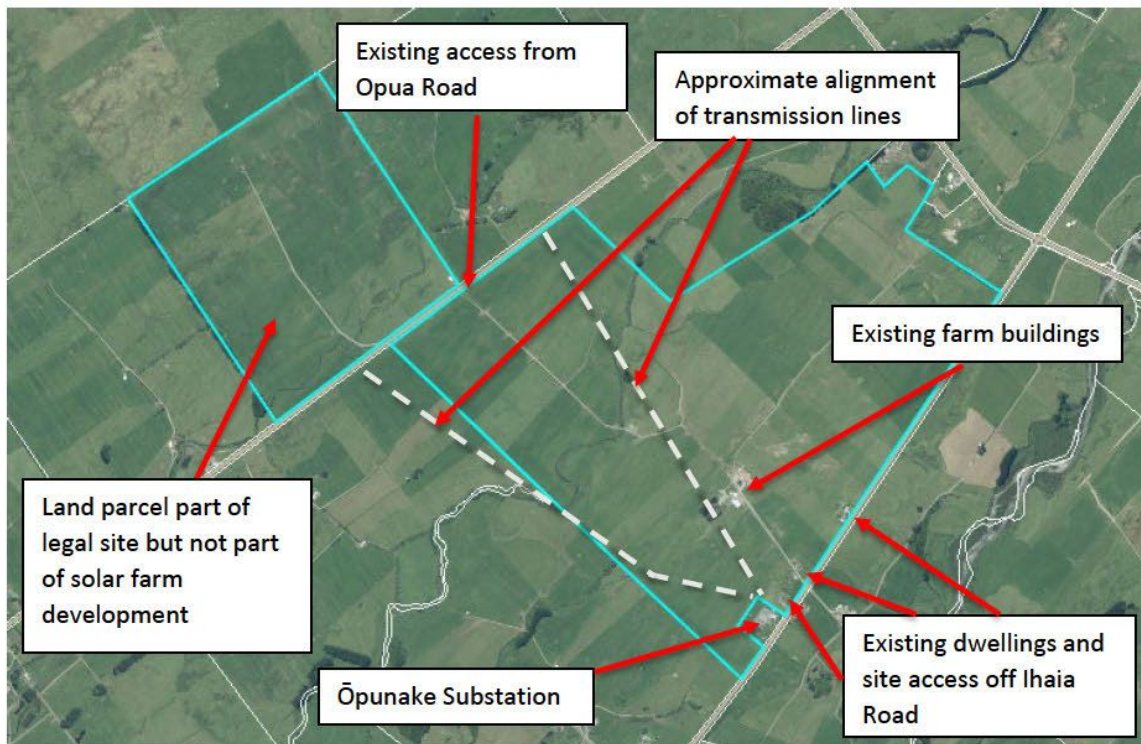 Existing access from
Opua Road
Approximate alignment
of transmission lines
Existing farm buildings
Land parcel part of
legal site but not part
of solar farm
development
Ōpunake Substation
Existing dwellings and
site access off Ihaia
Road